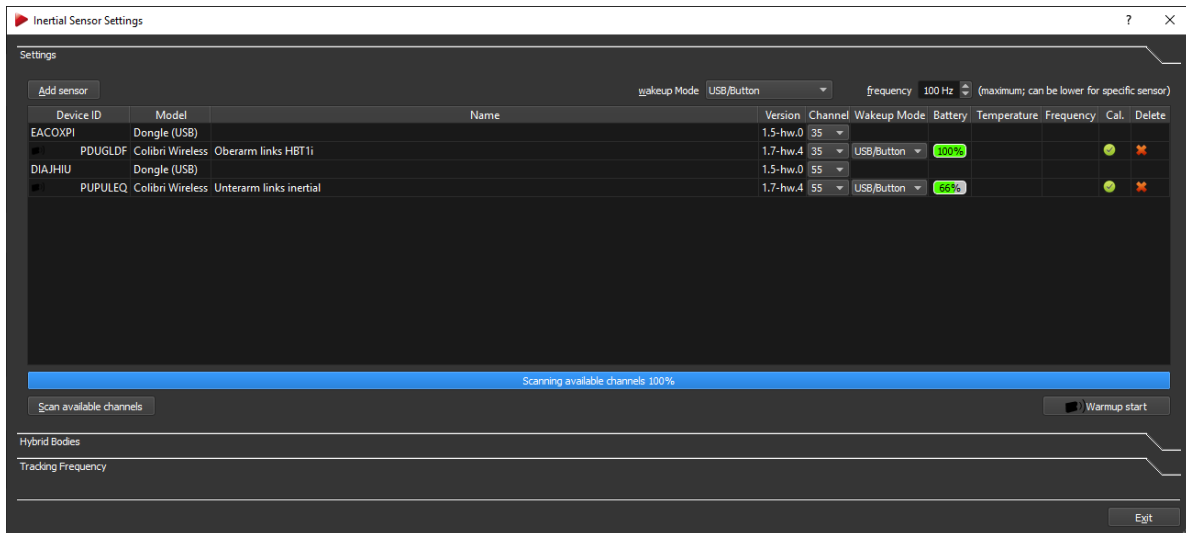 Inertial Sensor Settings ? ×
Settings
Add sensor wakeup Mode USB/Button frequency 100 Hz (maximum; can be lower for specific sensor)
Device ID Model Name Version Channel Wakeup Mode Battery Temperature Frequency Cal. Delete
EACOXPI Dongle (USB) 1.5-hw.0 35
PDUGLDF Colibri Wireless Oberarm links HBT1i 1.7-hw.4 35 USB/Button 100%
DIAJHIU Dongle (USB) 1.5-hw.0 55
PUPULEQ Colibri Wireless Unterarm links inertial 1.7-hw.4 55 USB/Button 66%
Scanning available channels 100%
Scan available channels Warmup start
Hybrid Bodies
Tracking Frequency
Exit